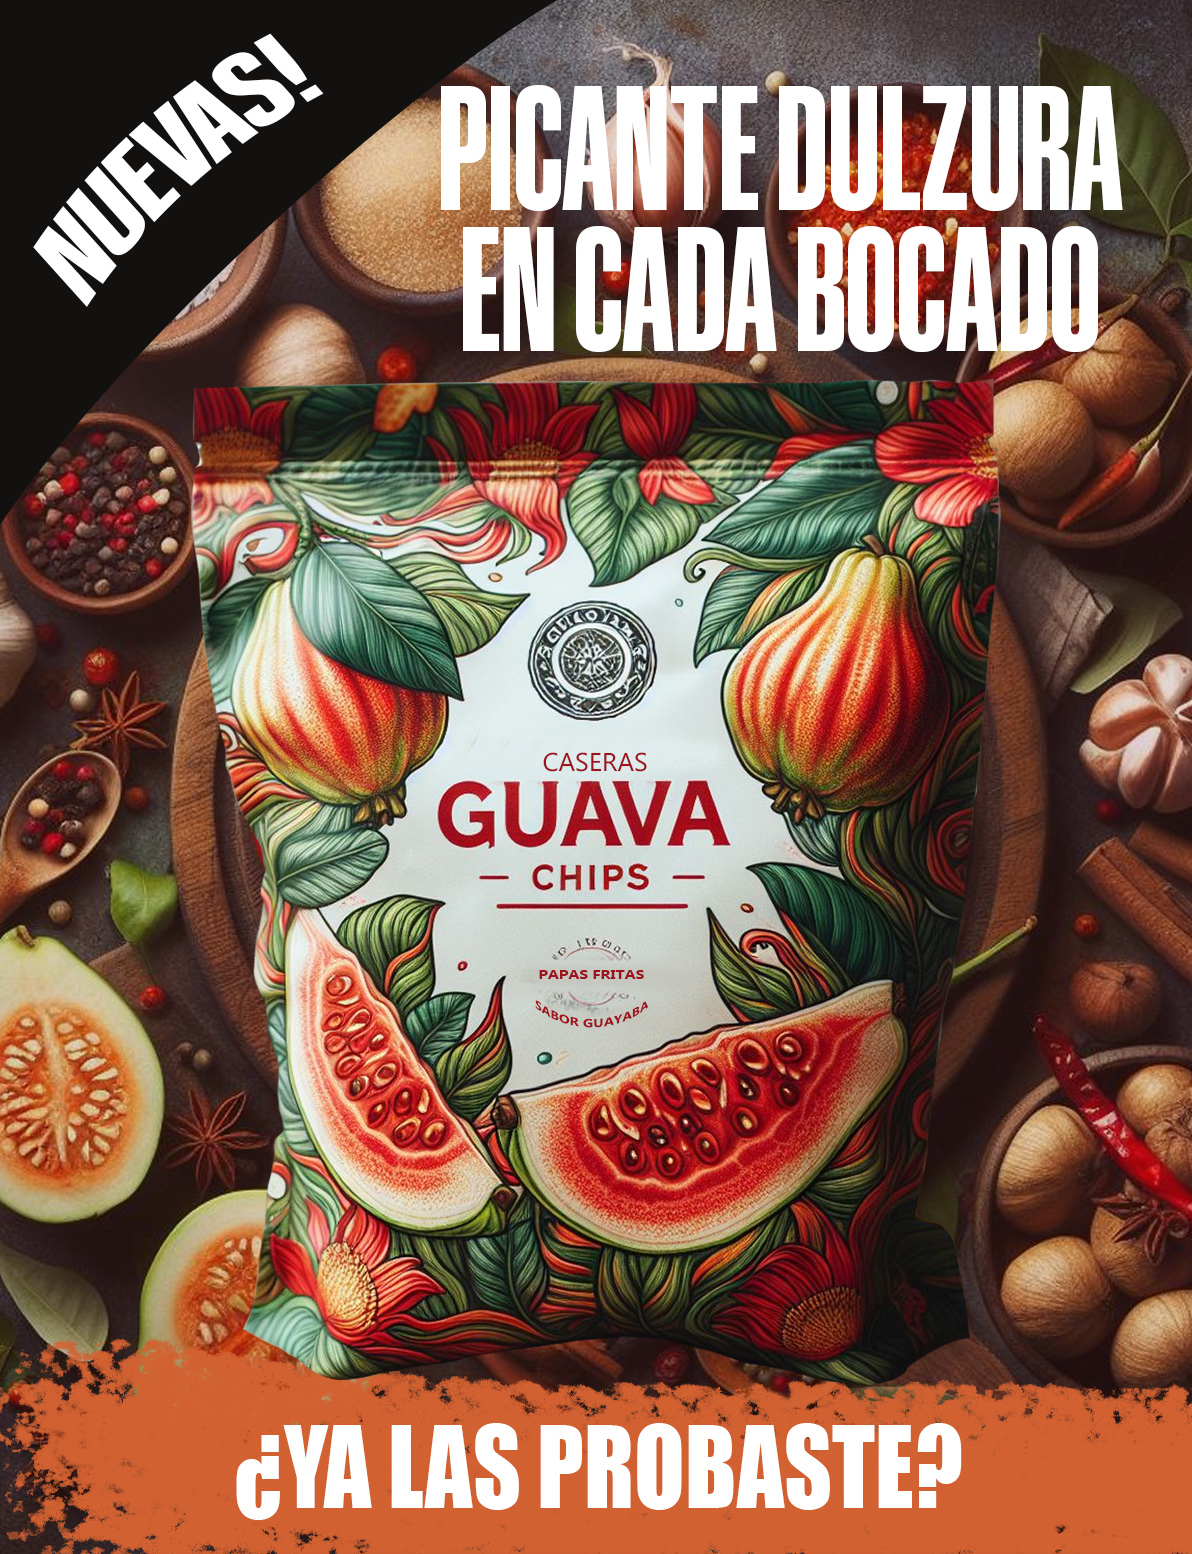 NUEVAS!
PICANTE DULZURA
EN CADA BOCADO
CASERAS
GUAVA
CHIPS
PAPAS FRITAS
SABOR GUAYABA
¿YA LAS PROBASTE?